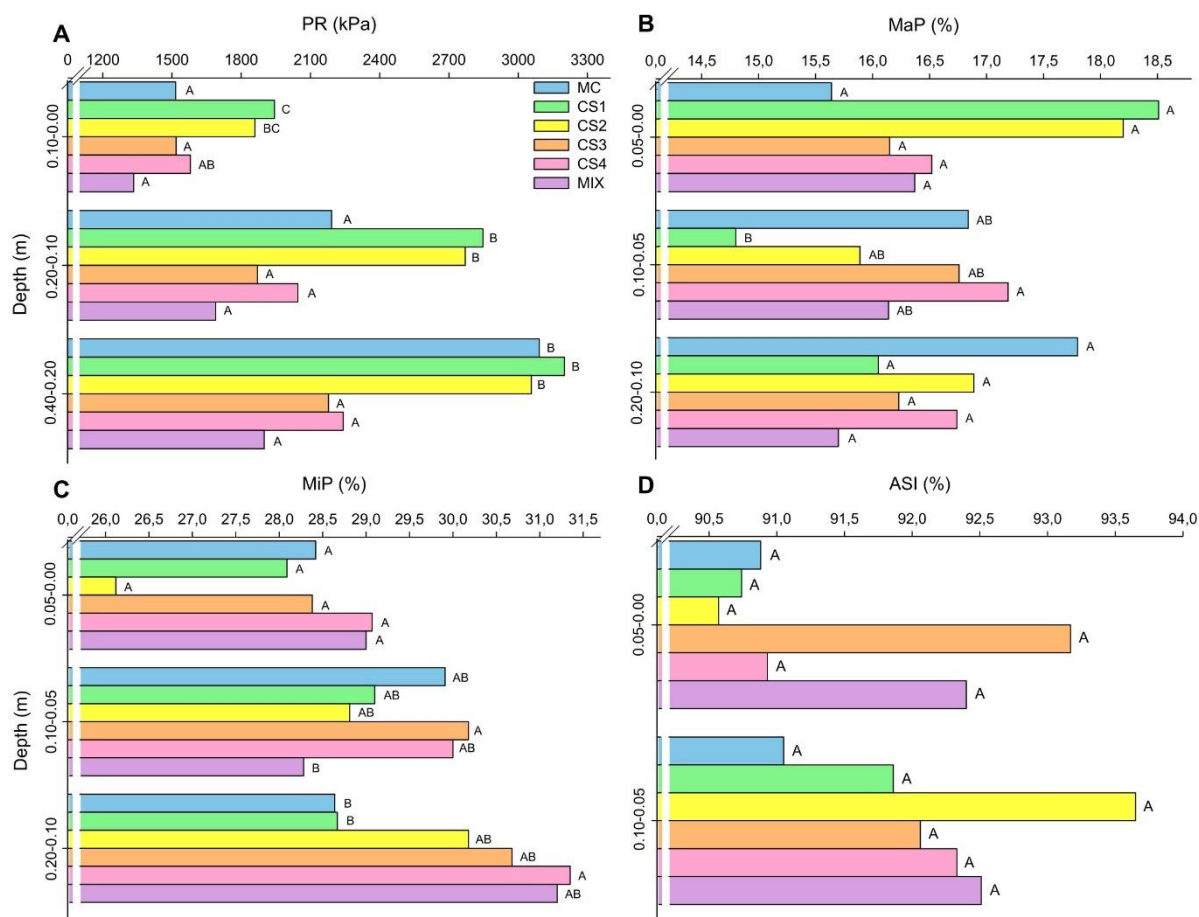 A
PR (kPa)
0 1200 1500 1800 2100 2400 2700 3000 3300
MC
CS1
CS2
CS3
CS4
MIX
Depth (m)
0.10-0.00
A
C
BC
A
AB
A
0.20-0.10
A
B
B
A
A
A
0.40-0.20
B
B
B
A
A
A
B
MaP (%)
0,0 14,5 15,0 15,5 16,0 16,5 17,0 17,5 18,0 18,5
0.05-0.00
A
A
A
A
A
A
0.10-0.05
AB
B
AB
AB
A
AB
0.20-0.10
A
A
A
A
A
A
C
MiP (%)
0,0 26,0 26,5 27,0 27,5 28,0 28,5 29,0 29,5 30,0 30,5 31,0 31,5
Depth (m)
0.05-0.00
A
A
A
A
A
A
0.10-0.05
AB
AB
AB
A
AB
B
0.20-0.10
B
B
AB
AB
A
AB
D
ASI (%)
0,0 90,5 91,0 91,5 92,0 92,5 93,0 93,5 94,0
0.05-0.00
A
A
A
A
A
A
0.10-0.05
A
A
A
A
A
A